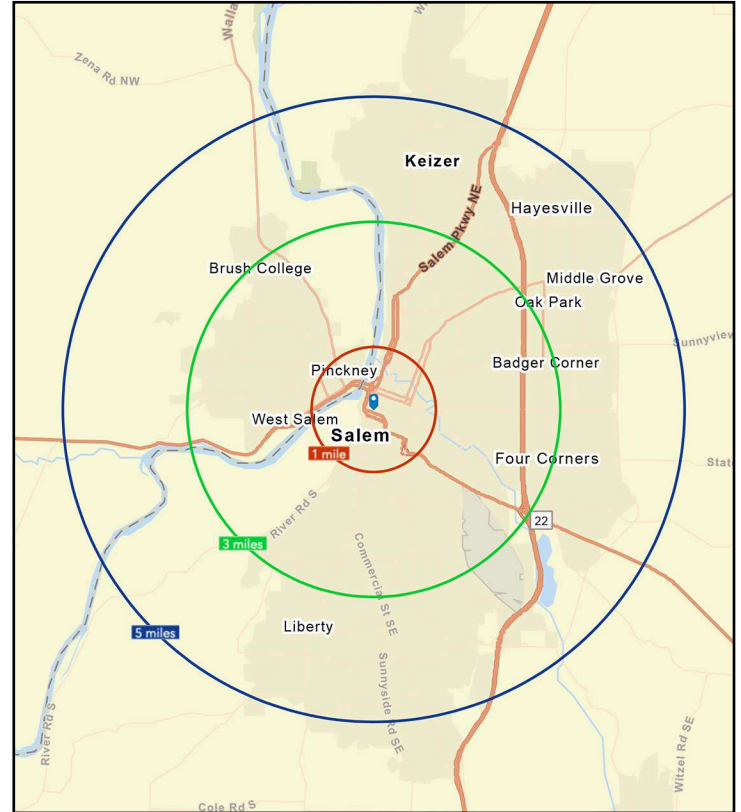 Walla
W
Zena Rd NW
Keizer
Salem Pkwy NE
Hayesville
Brush College
Middle Grove
Oak Park
Sunnyview
Pinckney
Badger Corner
West Salem
Salem
1 mile
Four Corners
State
River Rd S
22
3 miles
Commercial St SE
Liberty
5 miles
Sunnyside Rd SE
River Rd S
Witzel Rd SE
Cole Rd S